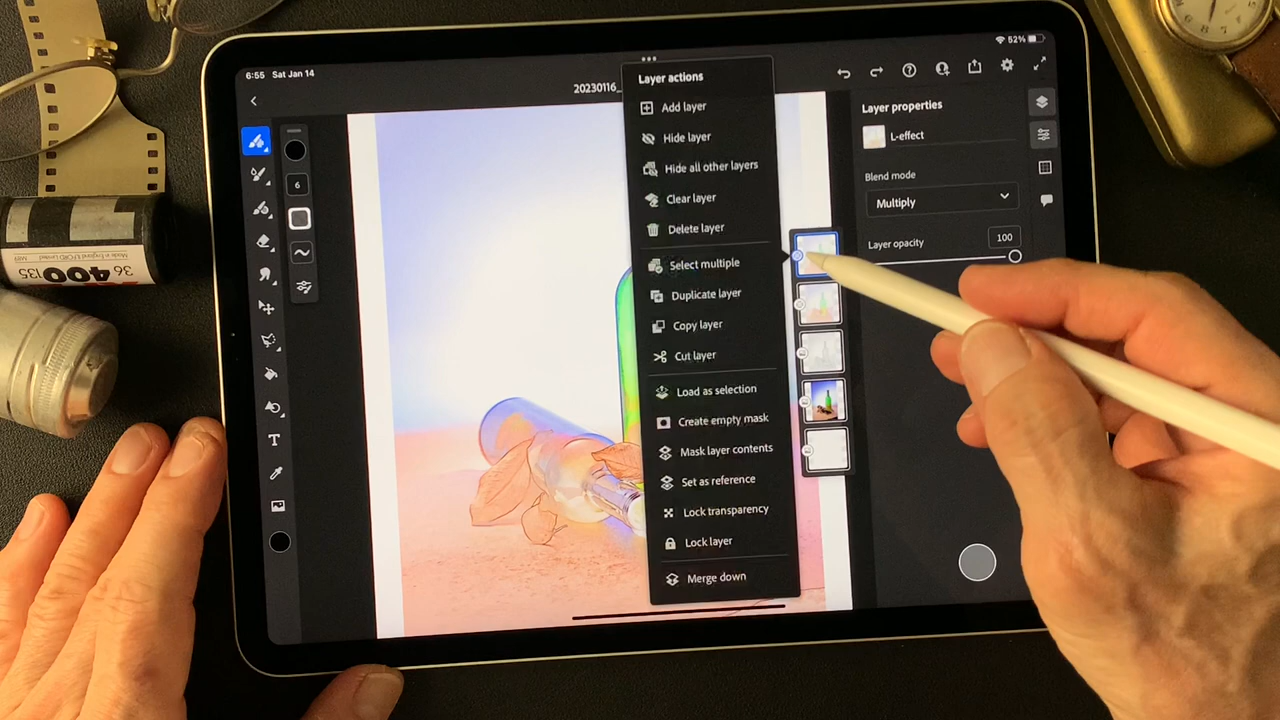 6:55 Sat Jan 14
52%
20230116_
Layer actions
Add layer
Hide layer
Hide all other layers
Clear layer
Delete layer
Select multiple
Duplicate layer
Copy layer
Cut layer
Load as selection
Create empty mask
Mask layer contents
Set as reference
Lock transparency
Lock layer
Merge down
Layer properties
L-effect
Blend mode
Multiply
Layer opacity
100
6
T
36 400 135